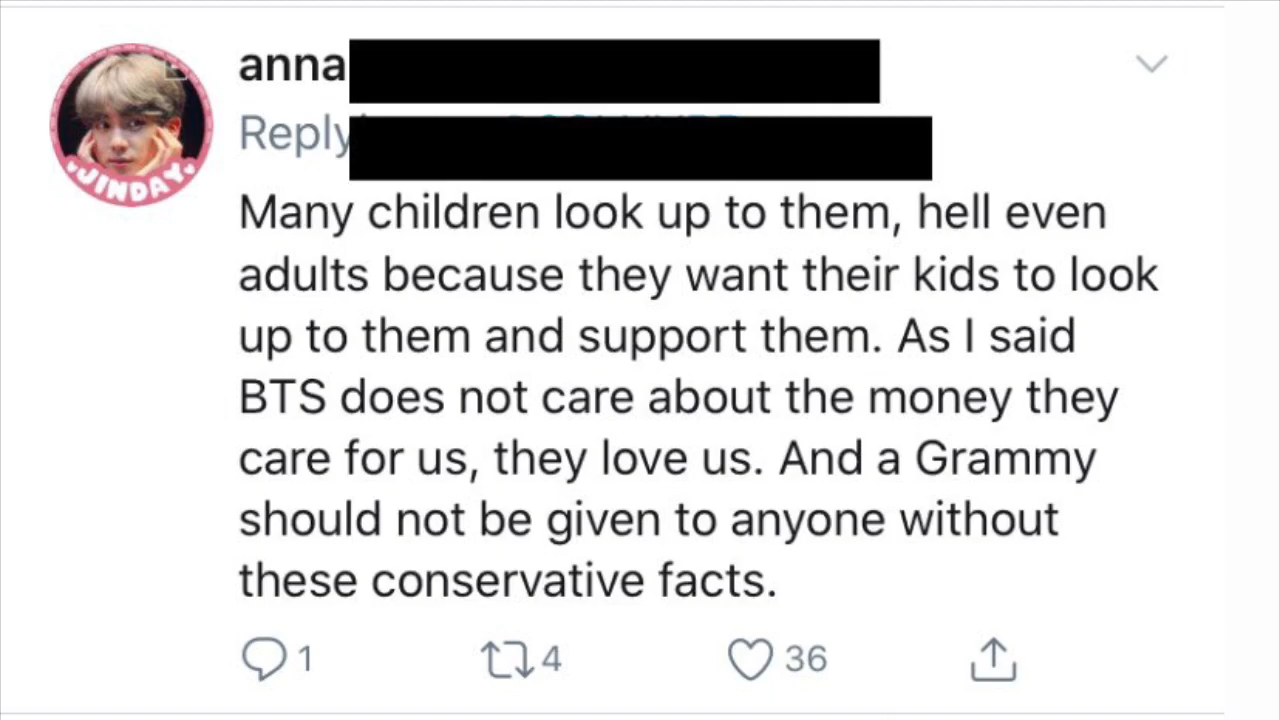 anna
Reply
JINDAY
Many children look up to them, hell even
adults because they want their kids to look
up to them and support them. As I said
BTS does not care about the money they
care for us, they love us. And a Grammy
should not be given to anyone without
these conservative facts.
1 4 36